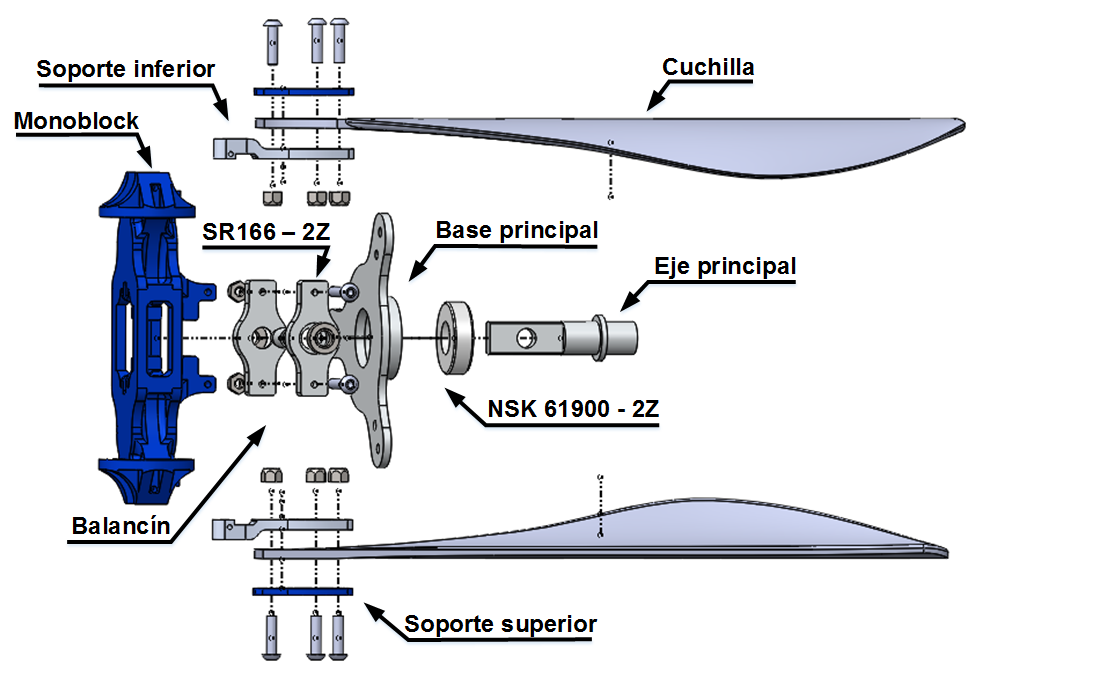 Soporte inferior
Cuchilla
Monoblock
SR166 – 2Z
Base principal
Eje principal
NSK 61900 - 2Z
Balancín
Soporte superior